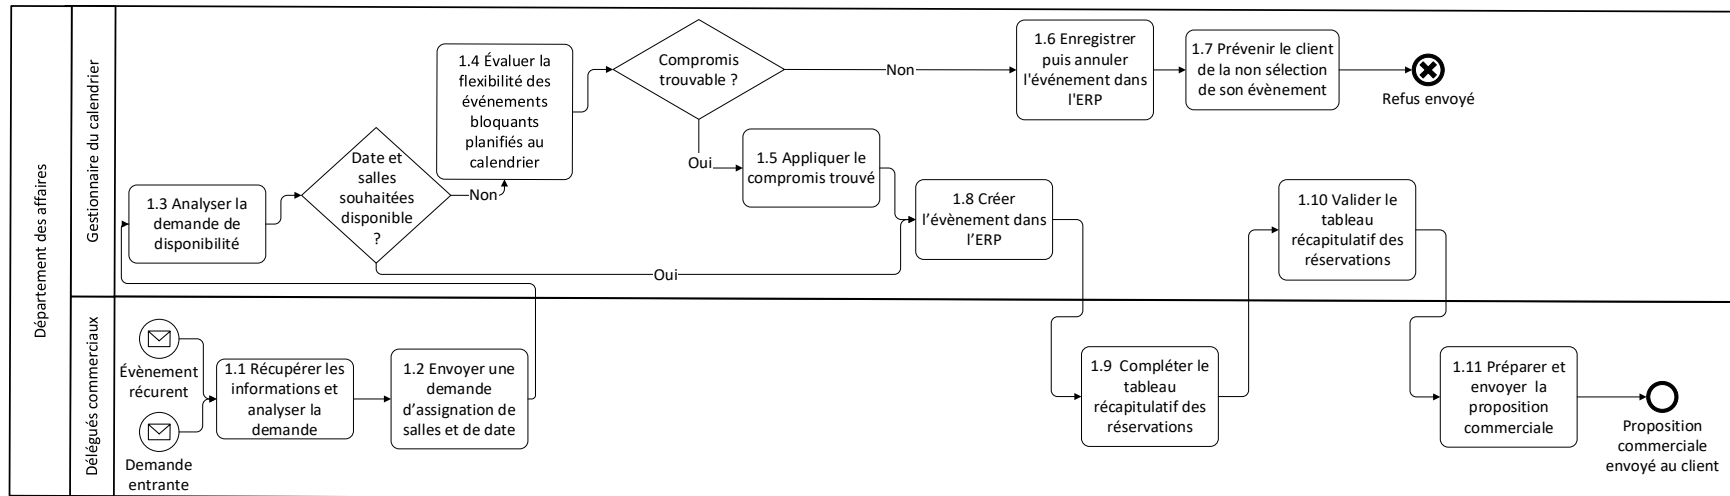 Département des affaires
Gestionnaire du calendrier
1.3 Analyser la
demande de
disponibilité
Date et
salles
souhaitées
disponible
?
Non
Oui
1.4 Évaluer la
flexibilité des
événements
bloquants
planifiés au
calendrier
Compromis
trouvable ?
Non
Oui
1.5 Appliquer le
compromis trouvé
1.6 Enregistrer
puis annuler
l'événement dans
l'ERP
1.7 Prévenir le client
de la non sélection
de son évènement
Refus envoyé
1.8 Créer
l’évènement dans
l’ERP
1.10 Valider le
tableau
récapitulatif des
réservations
Délégués commerciaux
Évènement
récurent
Demande
entrante
1.1 Récupérer les
informations et
analyser la
demande
1.2 Envoyer une
demande
d’assignation de
salles et de date
1.9 Compléter le
tableau
récapitulatif des
réservations
1.11 Préparer et
envoyer la
proposition
commerciale
Proposition
commerciale
envoyé au client